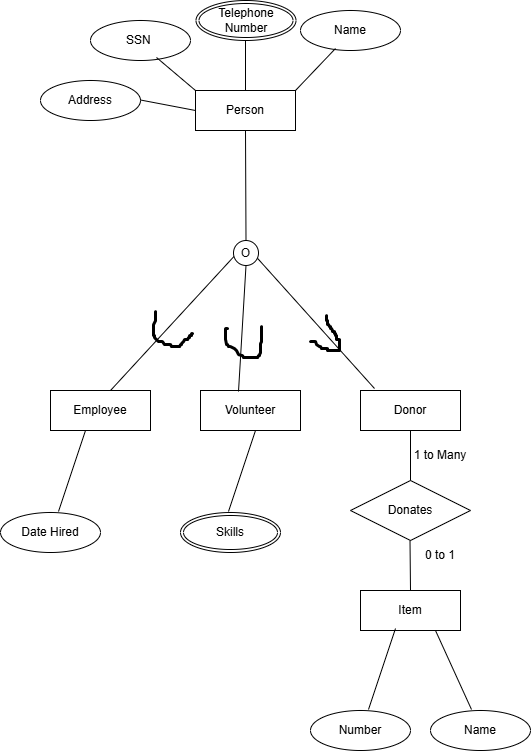 Telephone
Number
SSN
Name
Address
Person
O
Employee
Volunteer
Donor
1 to Many
Donates
Date Hired
Skills
0 to 1
Item
Number
Name